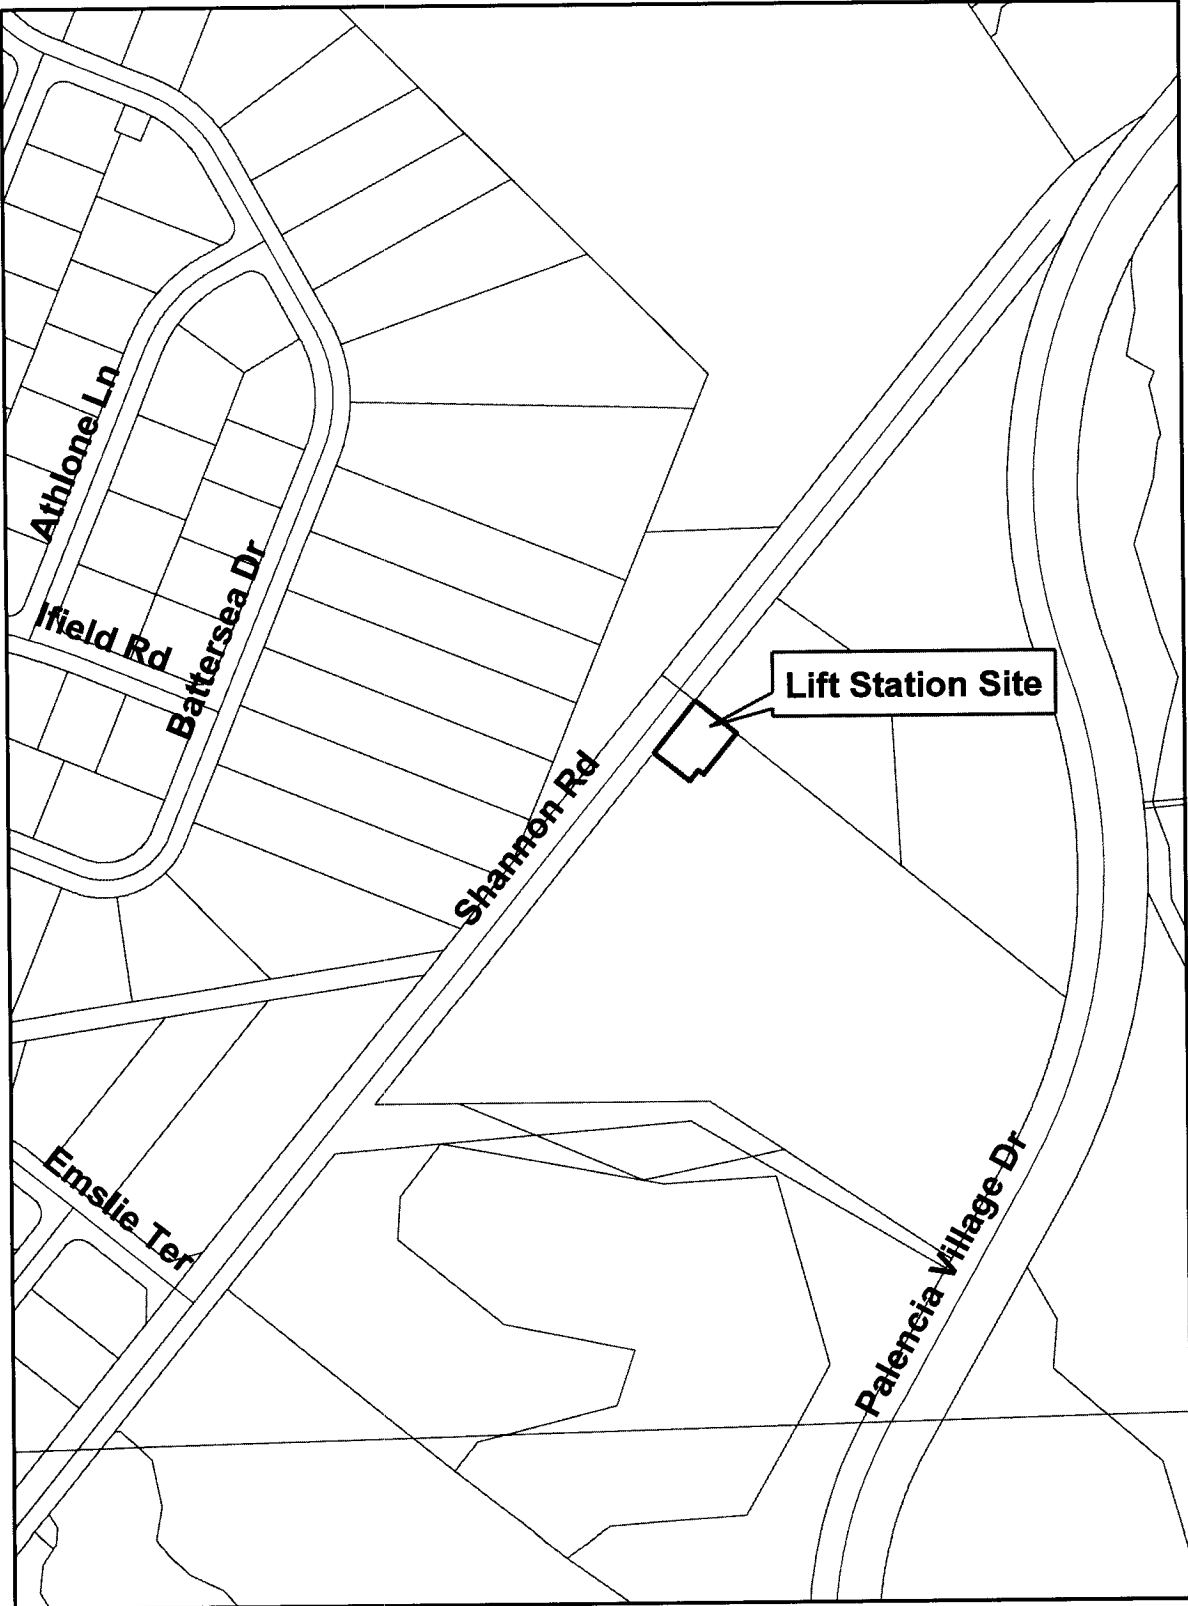 Athlone Ln
Ifield Rd
Battersea Dr
Lift Station Site
Shannon Rd
Emslie Ter
Palencia Village Dr